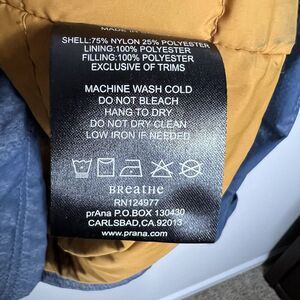 MADE IN
SHELL:75% NYLON 25% POLYESTER
LINING:100% POLYESTER
FILLING:100% POLYESTER
EXCLUSIVE OF TRIMS
MACHINE WASH COLD
DO NOT BLEACH
HANG TO DRY
DO NOT DRY CLEAN
LOW IRON IF NEEDED
BREATHE
RN124977
prAna P.O.BOX 130430
CARLSBAD,CA.92013
www.prana.com